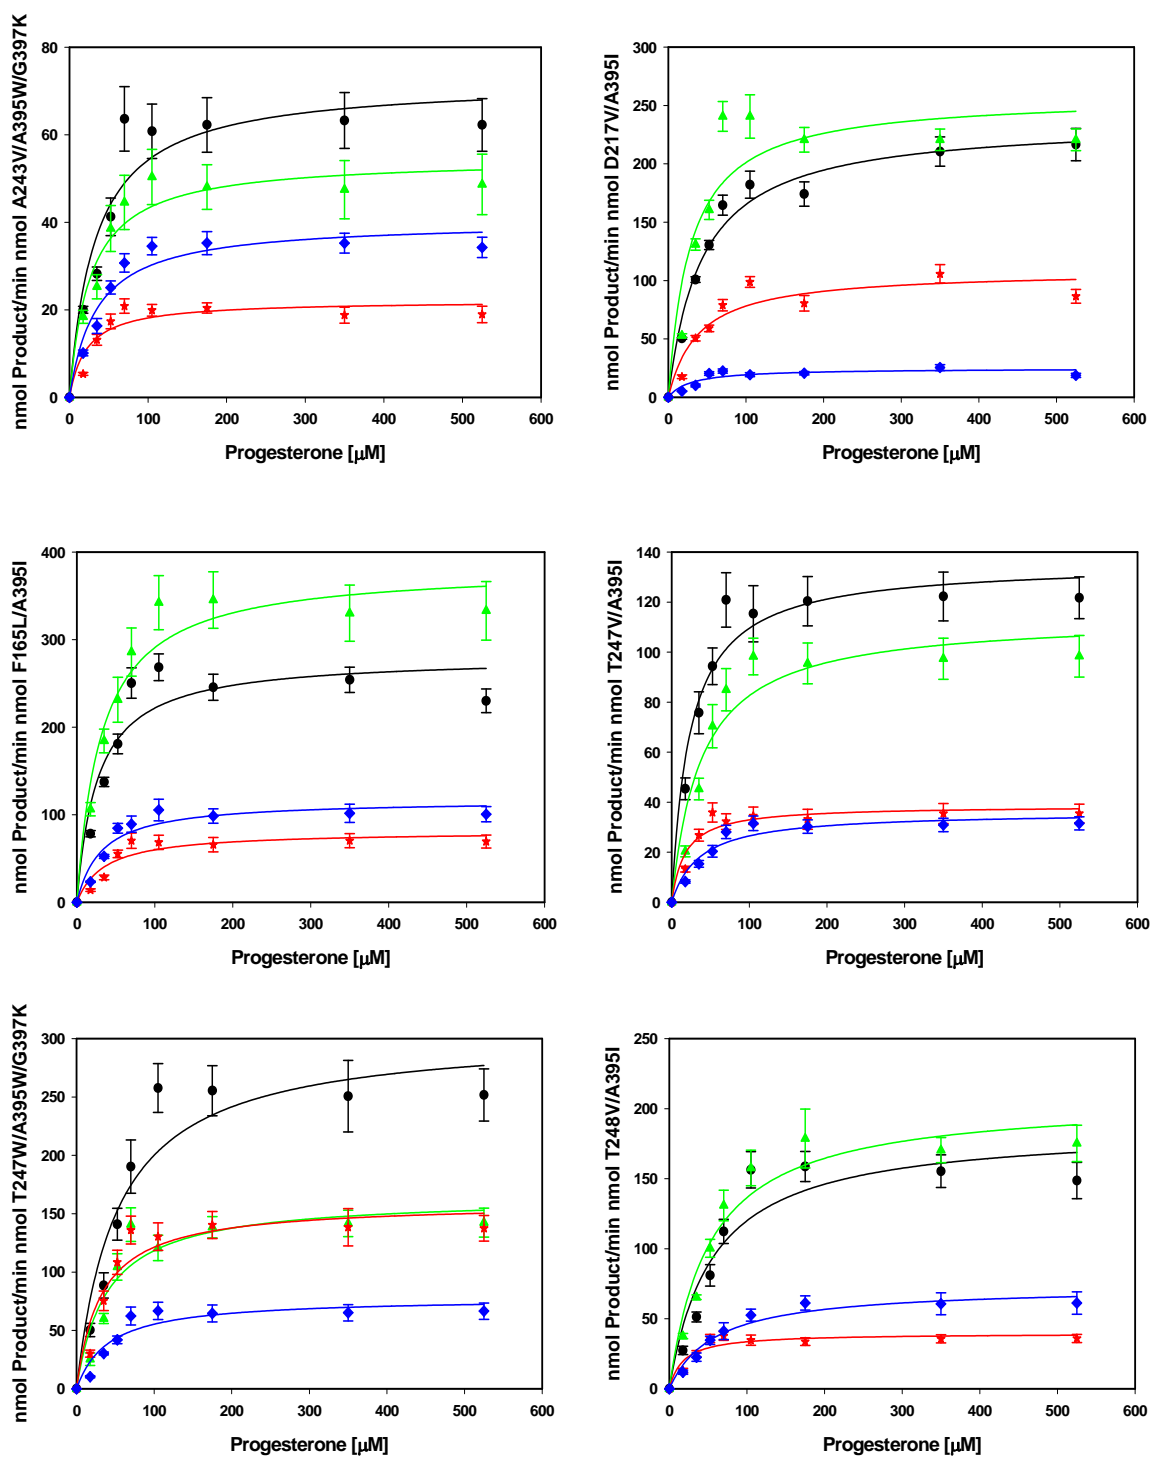 nmol Product/min nmol A243V/A395W/G397K
80
60
40
20
0
0 100 200 300 400 500 600
Progesterone [μM]
nmol Product/min nmol D217V/A395I
300
250
200
150
100
50
0
0 100 200 300 400 500 600
Progesterone [μM]
nmol Product/min nmol F165L/A395I
400
300
200
100
0
0 100 200 300 400 500 600
Progesterone [μM]
nmol Product/min nmol T247V/A395I
140
120
100
80
60
40
20
0
0 100 200 300 400 500 600
Progesterone [μM]
nmol Product/min nmol T247W/A395W/G397K
300
250
200
150
100
50
0
0 100 200 300 400 500 600
Progesterone [μM]
nmol Product/min nmol T248V/A395I
250
200
150
100
50
0
0 100 200 300 400 500 600
Progesterone [μM]